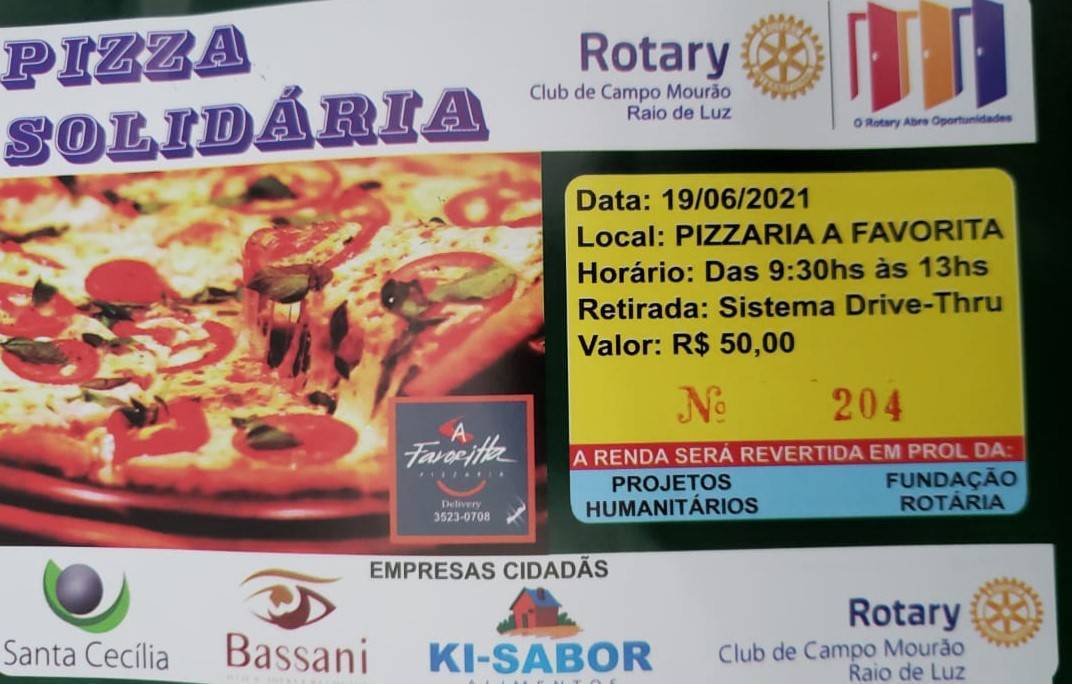 PIZZA
SOLIDÁRIA
Rotary
Club de Campo Mourão
Raio de Luz
O Rotary Abre Oportunidades
Data: 19/06/2021
Local: PIZZARIA A FAVORITA
Horário: Das 9:30hs às 13hs
Retirada: Sistema Drive-Thru
Valor: R$ 50,00
Nº 204
A RENDA SERÁ REVERTIDA EM PROL DA:
PROJETOS
HUMANITÁRIOS
FUNDAÇÃO
ROTÁRIA
A
Favoritta
PIZZARIA
Delivery
3523-0708
EMPRESAS CIDADÃS
Santa Cecília
Bassani
KI-SABOR
ALIMENTOS
Rotary
Club de Campo Mourão
Raio de Luz